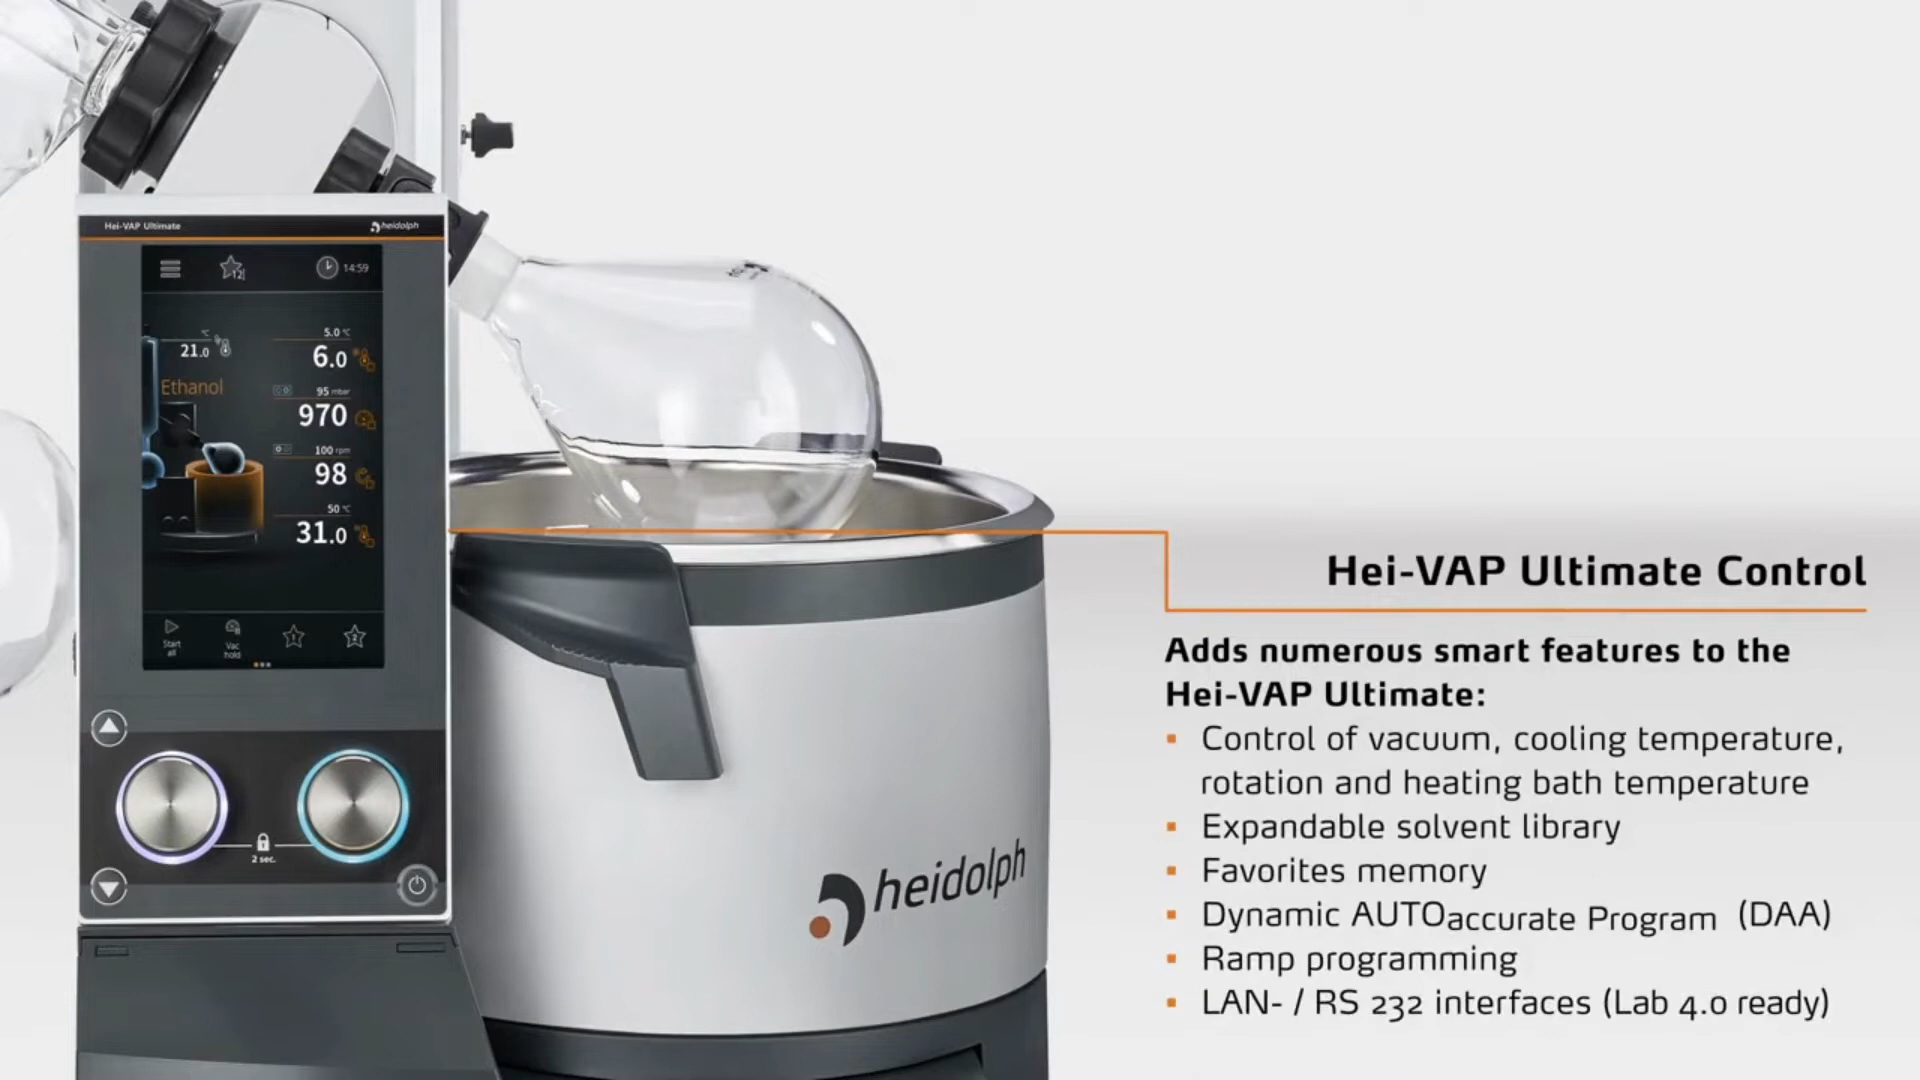 Hei-VAP Ultimate
heidolph
12
14:59
°C
21.0
5.0 °C
6.0
Ethanol
95 mbar
970
100 rpm
98
50 °C
31.0
Start
all
Vac
hold
1
2
2 sec.
heidolph
Hei-VAP Ultimate Control
Adds numerous smart features to the
Hei-VAP Ultimate:
▪ Control of vacuum, cooling temperature,
rotation and heating bath temperature
▪ Expandable solvent library
▪ Favorites memory
▪ Dynamic AUTOaccurate Program (DAA)
▪ Ramp programming
▪ LAN- / RS 232 interfaces (Lab 4.0 ready)